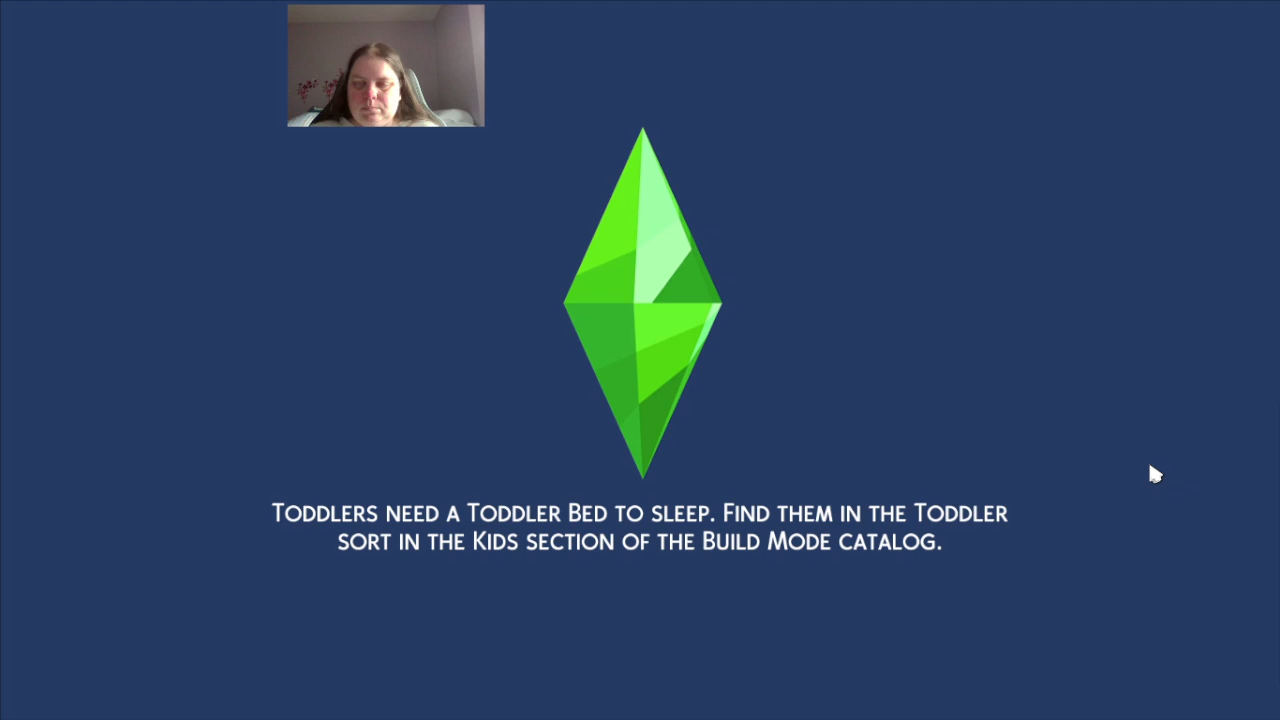 Toddlers need a Toddler Bed to sleep. Find them in the Toddler
sort in the Kids section of the Build Mode catalog.